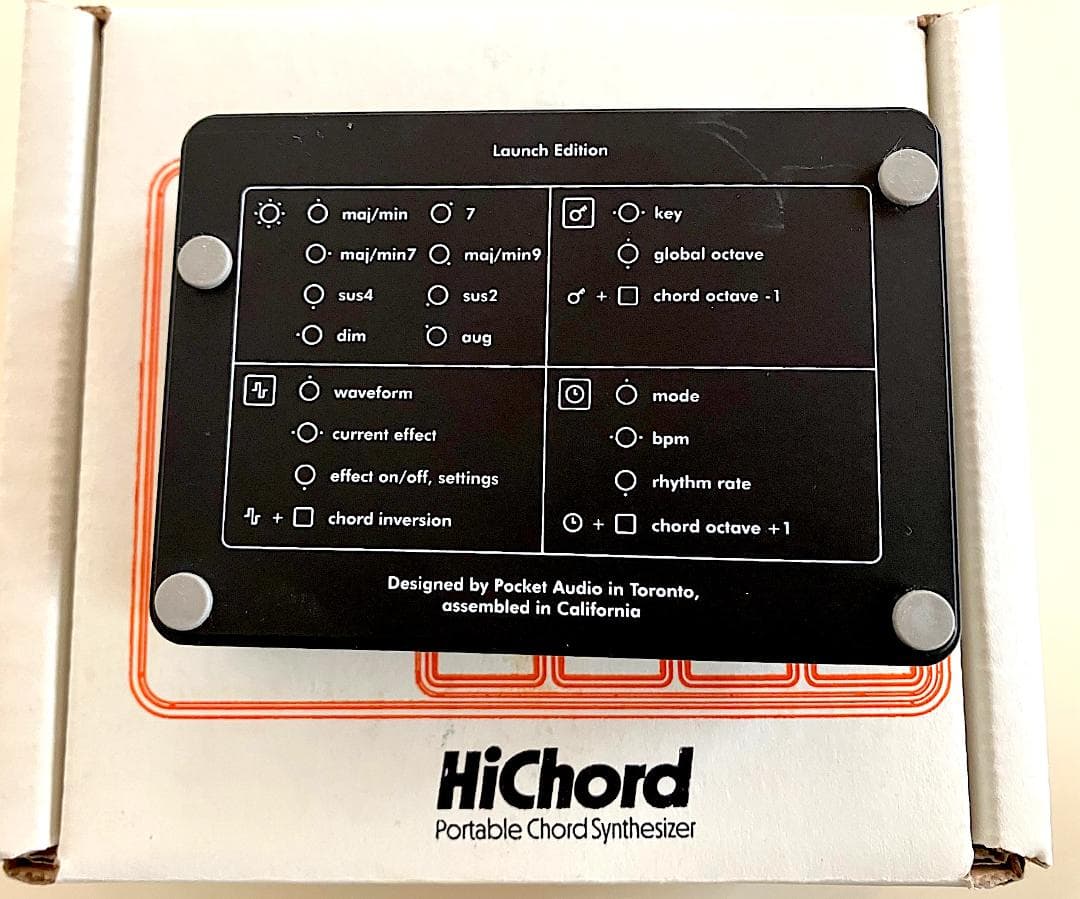 Launch Edition
maj/min 7
maj/min7 maj/min9
sus4 sus2
dim aug
key
global octave
+ chord octave -1
waveform
current effect
effect on/off, settings
+ chord inversion
mode
bpm
rhythm rate
+ chord octave +1
Designed by Pocket Audio in Toronto,
assembled in California
HiChord
Portable Chord Synthesizer